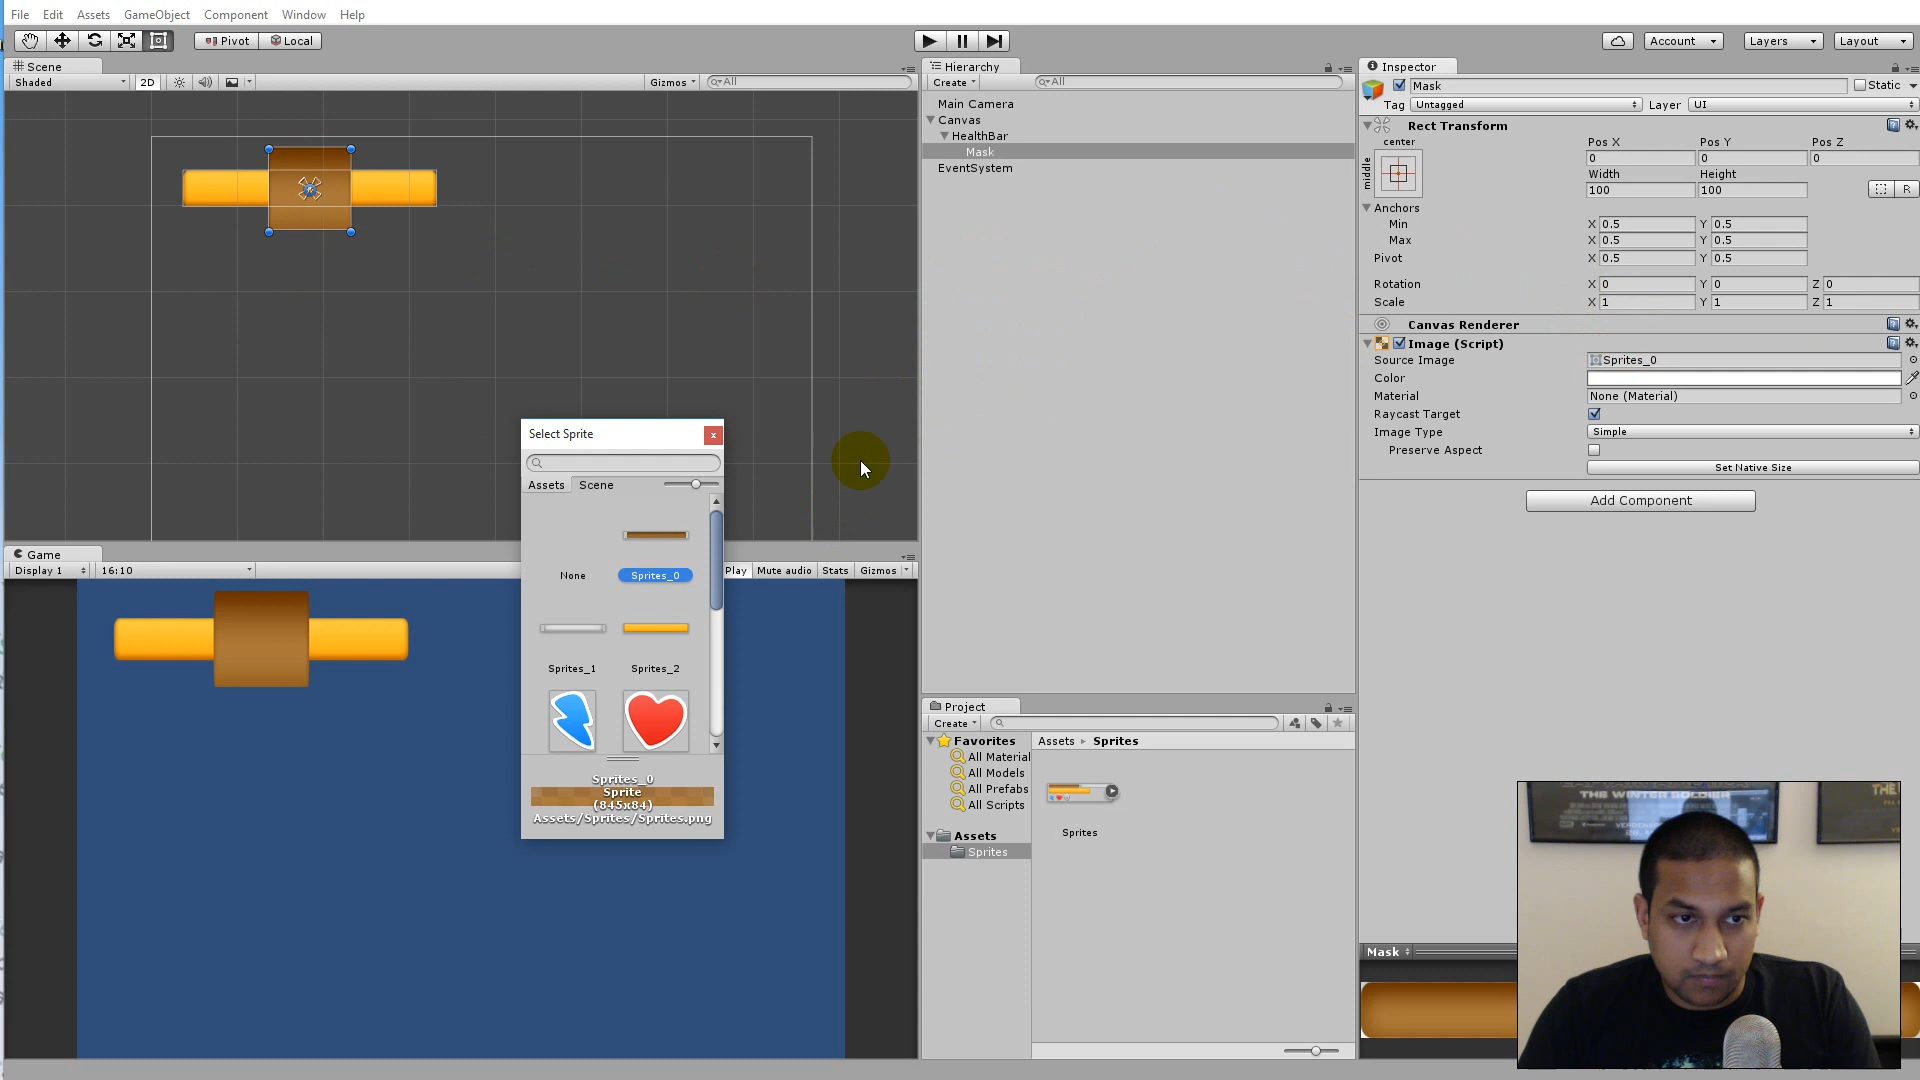 File Edit Assets GameObject Component Window Help
Pivot Local Account Layers Layout
Scene
Shaded 2D Gizmos All
Hierarchy
Create All
Main Camera
Canvas
HealthBar
Mask
EventSystem
Inspector
Mask Static
Tag Untagged Layer UI
Rect Transform
center
middle
Pos X Pos Y Pos Z
0 0 0
Width Height
100 100 R
Anchors
Min X 0.5 Y 0.5
Max X 0.5 Y 0.5
Pivot X 0.5 Y 0.5
Rotation X 0 Y 0 Z 0
Scale X 1 Y 1 Z 1
Canvas Renderer
Image (Script)
Source Image Sprites_0
Color
Material None (Material)
Raycast Target
Image Type Simple
Preserve Aspect
Set Native Size
Add Component
Select Sprite
Assets Scene
None Sprites_0
Sprites_1 Sprites_2
Sprites_0
Sprite
(845x84)
Assets/Sprites/Sprites.png
Game
Display 1 16:10 Play Mute audio Stats Gizmos
Project
Create
Favorites
All Material
All Models
All Prefabs
All Scripts
Assets
Sprites
Assets Sprites
Sprites
Mask
THE WINTER SOLDIER
THE